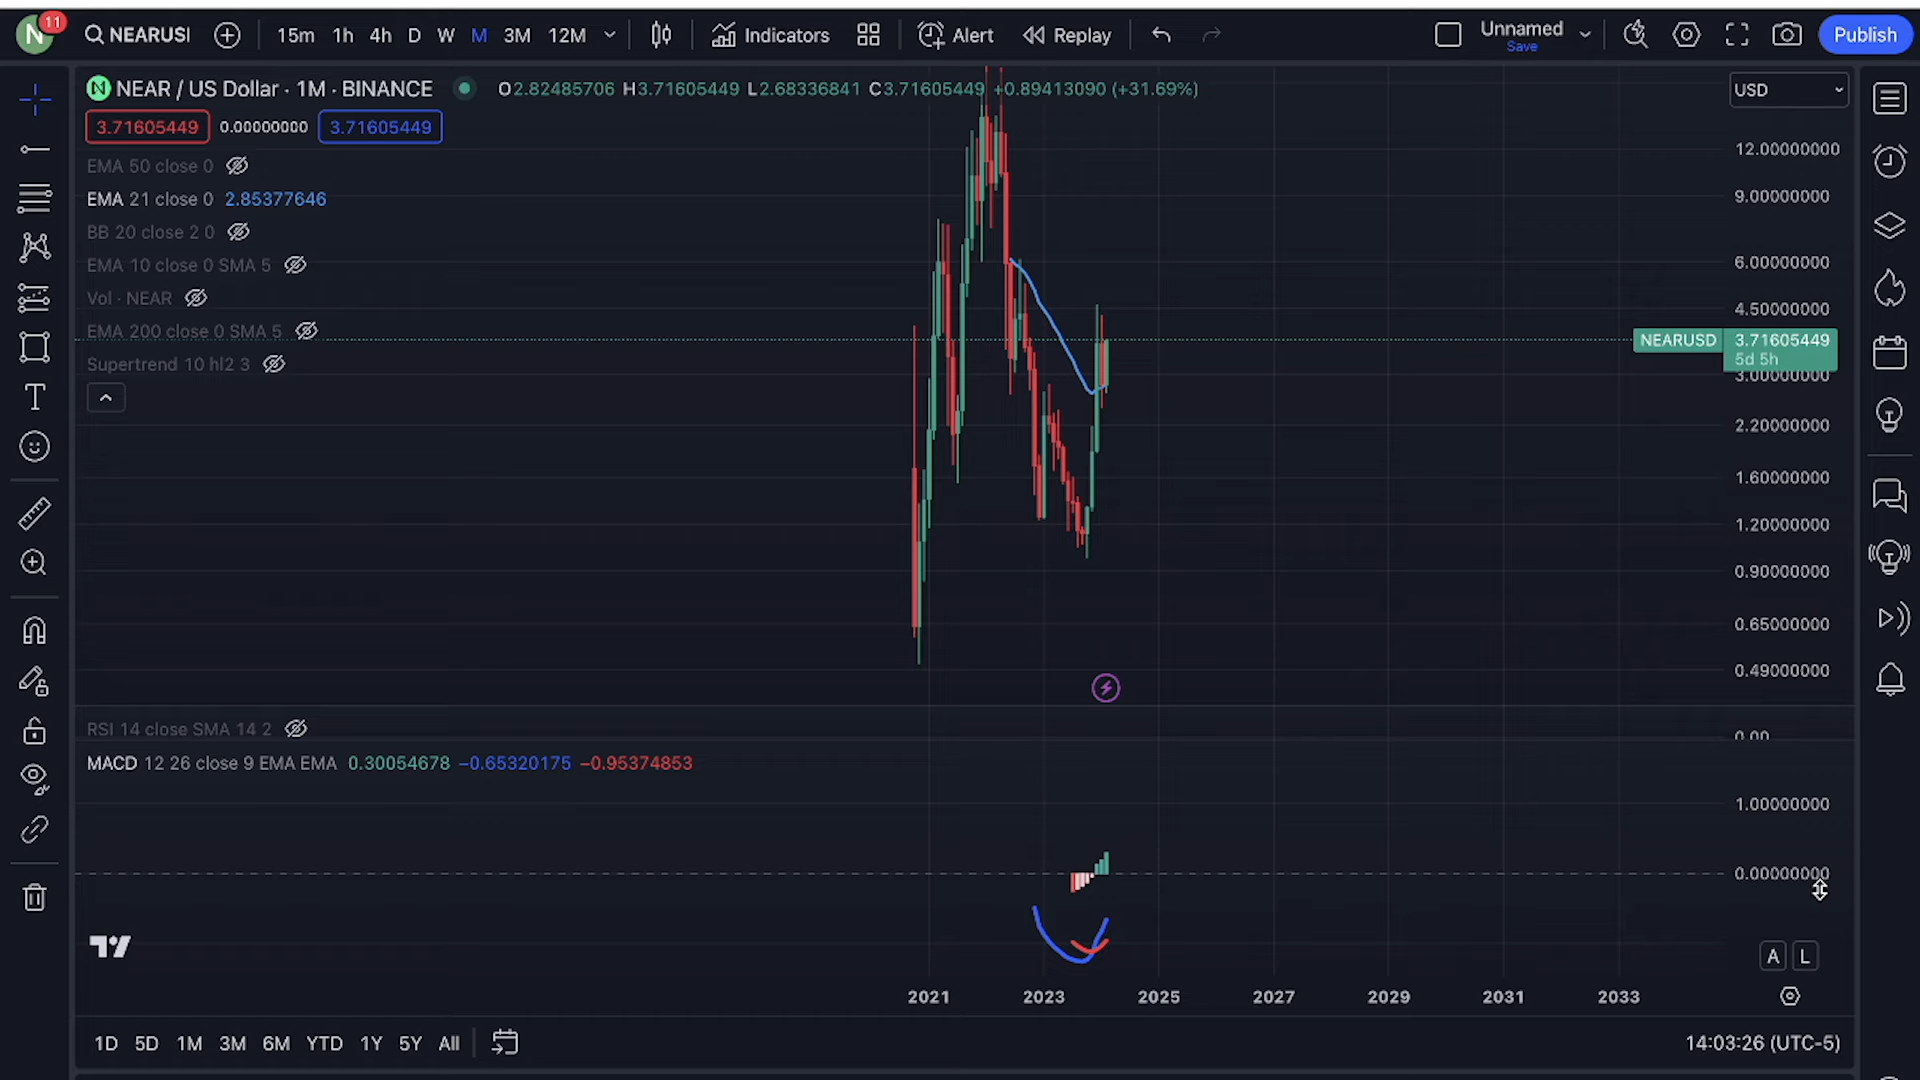 N 11 NEARUSI 15m 1h 4h D W M 3M 12M Indicators Alert Replay Unnamed Save Publish
N NEAR / US Dollar · 1M · BINANCE O2.82485706 H3.71605449 L2.68336841 C3.71605449 +0.89413090 (+31.69%) USD
3.71605449 0.00000000 3.71605449
EMA 50 close 0
EMA 21 close 0 2.85377646
BB 20 close 2 0
EMA 10 close 0 SMA 5
Vol · NEAR
EMA 200 close 0 SMA 5
Supertrend 10 hl2 3
12.00000000
9.00000000
6.00000000
4.50000000
NEARUSD 3.71605449
5d 5h
3.00000000
2.20000000
1.60000000
1.20000000
0.90000000
0.65000000
0.49000000
RSI 14 close SMA 14 2
0.00
MACD 12 26 close 9 EMA EMA 0.30054678 −0.65320175 −0.95374853
1.00000000
0.00000000
A L
2021 2023 2025 2027 2029 2031 2033
1D 5D 1M 3M 6M YTD 1Y 5Y All 14:03:26 (UTC-5)